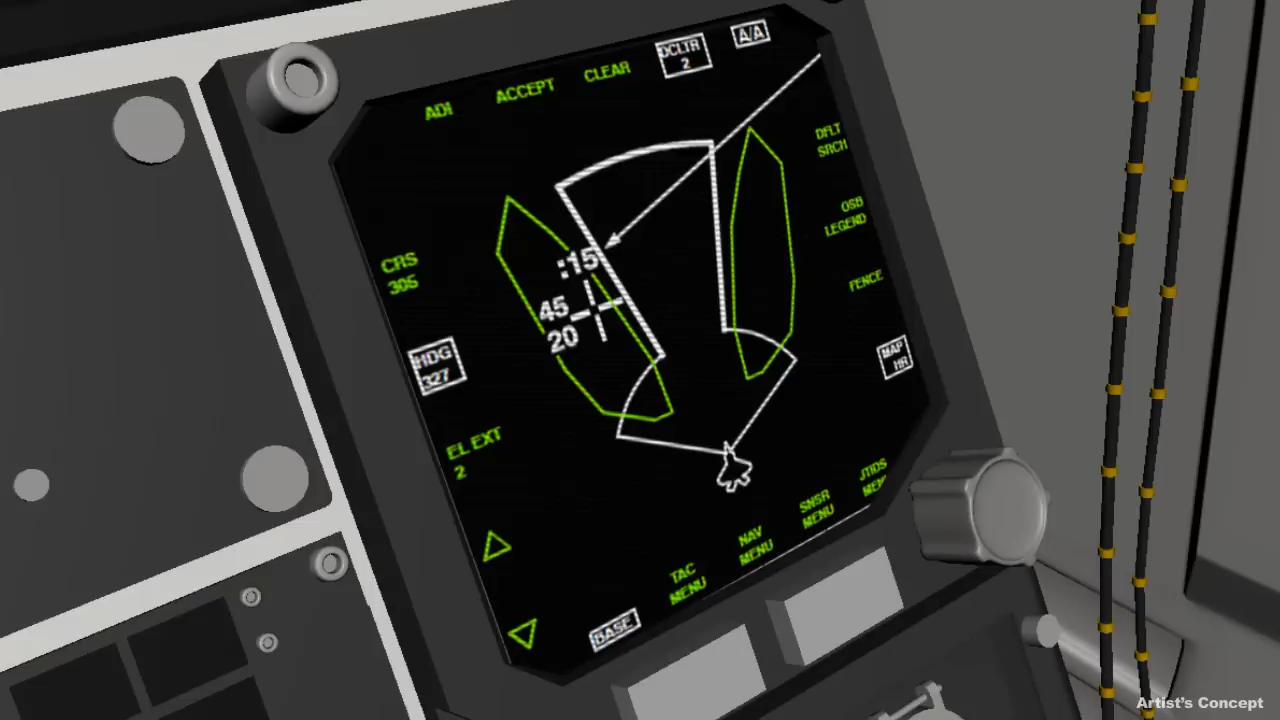 ADI
ACCEPT
CLEAR
DCLTR
2
A/A
DFLT
SRCH
OSB
LEGEND
CRS
305
:15
FENCE
45
20
HDG
327
MAP
HR
EL EXT
2
JTIDS
MENU
SNSR
MENU
NAV
MENU
TAC
MENU
BASE
Artist's Concept